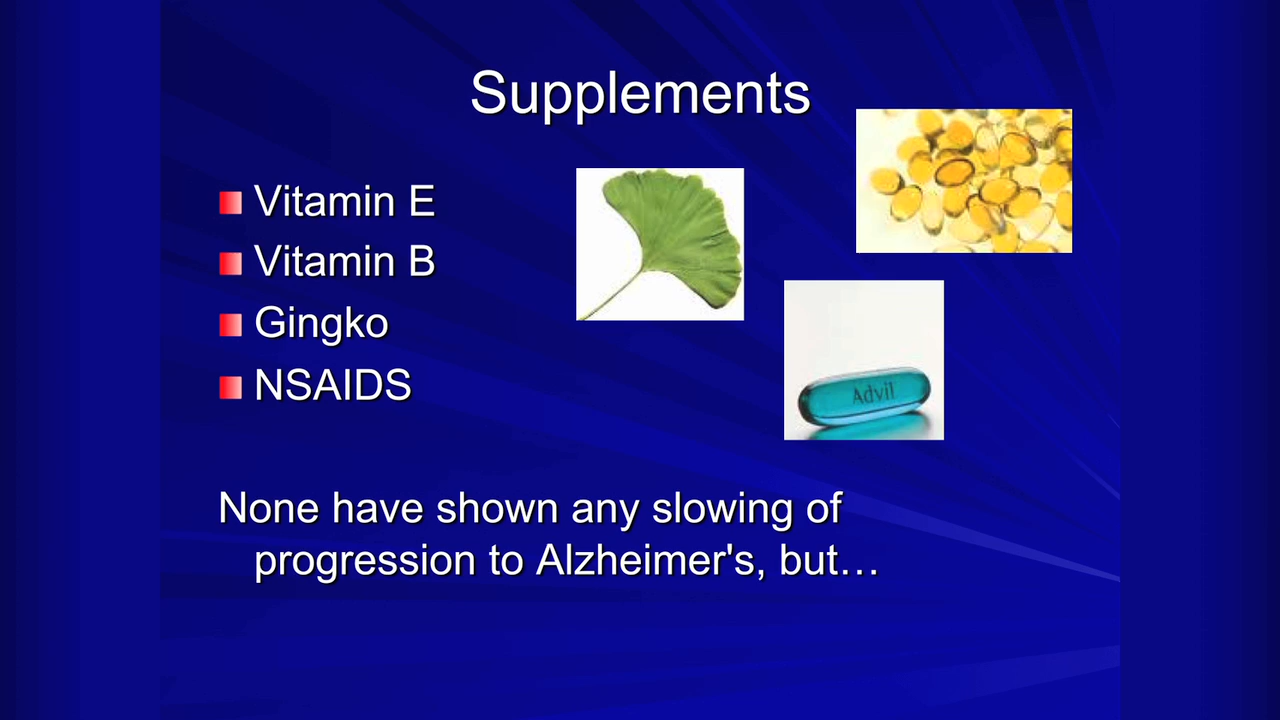 Supplements
Vitamin E
Vitamin B
Gingko
NSAIDS
Advil
None have shown any slowing of
progression to Alzheimer's, but…